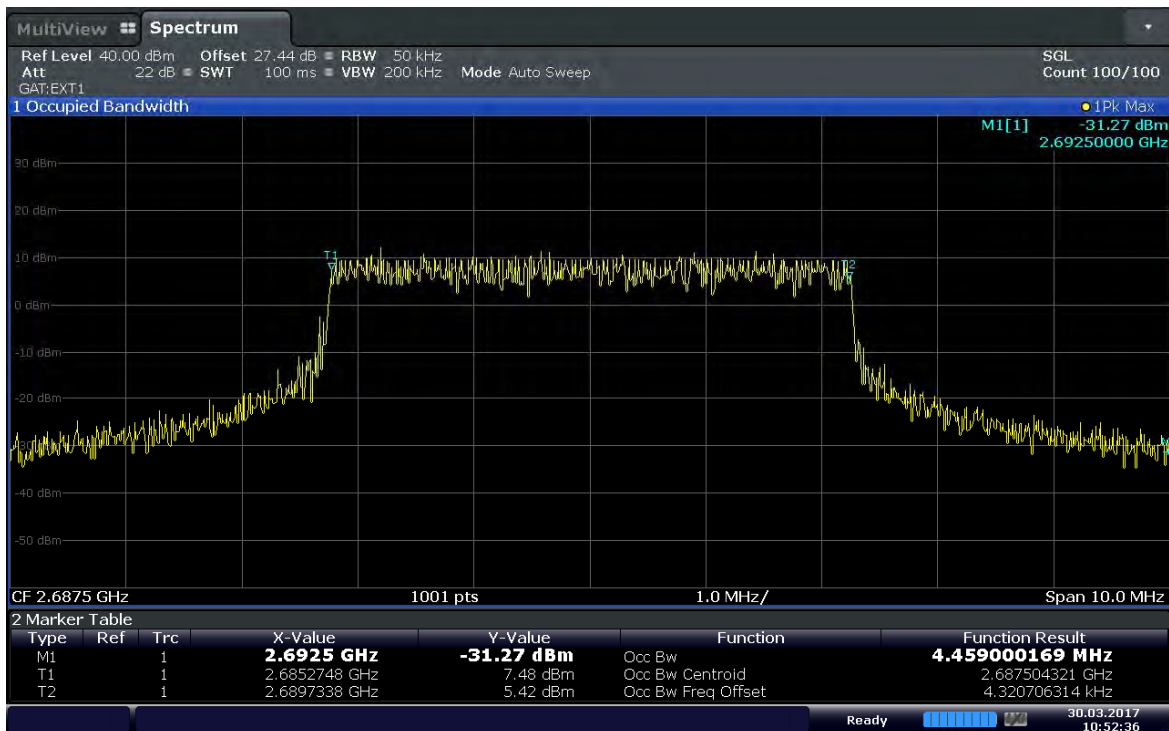 MultiView Spectrum
Ref Level 40.00 dBm Offset 27.44 dB RBW 50 kHz SGL
Att 22 dB SWT 100 ms VBW 200 kHz Mode Auto Sweep Count 100/100
GAT:EXT1
1 Occupied Bandwidth 1Pk Max
M1[1] -31.27 dBm
2.69250000 GHz
30 dBm
20 dBm
10 dBm
T1
T2
0 dBm
-10 dBm
-20 dBm
-40 dBm
-50 dBm
CF 2.6875 GHz 1001 pts 1.0 MHz/ Span 10.0 MHz
2 Marker Table
Type Ref Trc X-Value Y-Value Function Function Result
M1 1 2.6925 GHz -31.27 dBm Occ Bw 4.459000169 MHz
T1 1 2.6852748 GHz 7.48 dBm Occ Bw Centroid 2.687504321 GHz
T2 1 2.6897338 GHz 5.42 dBm Occ Bw Freq Offset 4.320706314 kHz
Ready 30.03.2017
10:52:36